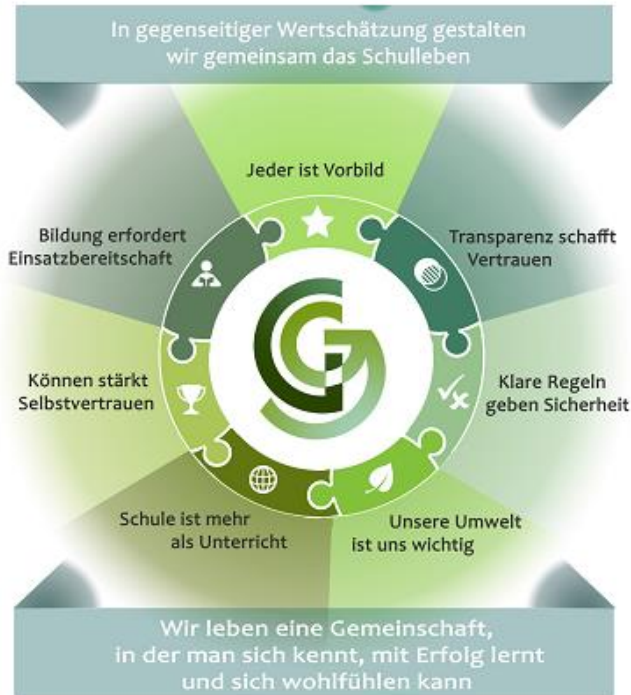 In gegenseitiger Wertschätzung gestalten
wir gemeinsam das Schulleben
Jeder ist Vorbild
Transparenz schafft
Vertrauen
Klare Regeln
geben Sicherheit
Unsere Umwelt
ist uns wichtig
Schule ist mehr
als Unterricht
Können stärkt
Selbstvertrauen
Bildung erfordert
Einsatzbereitschaft
Wir leben eine Gemeinschaft,
in der man sich kennt, mit Erfolg lernt
und sich wohlfühlen kann